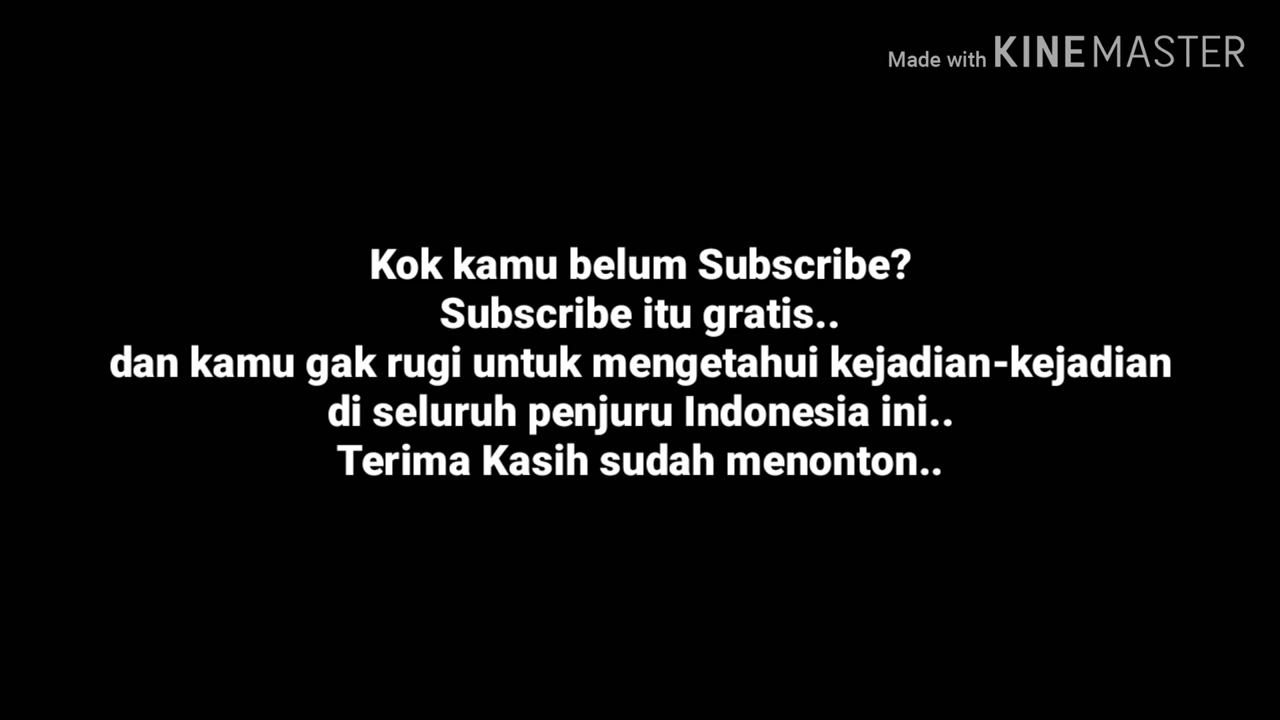 Made with KINEMASTER
Kok kamu belum Subscribe?
Subscribe itu gratis..
dan kamu gak rugi untuk mengetahui kejadian-kejadian
di seluruh penjuru Indonesia ini..
Terima Kasih sudah menonton..